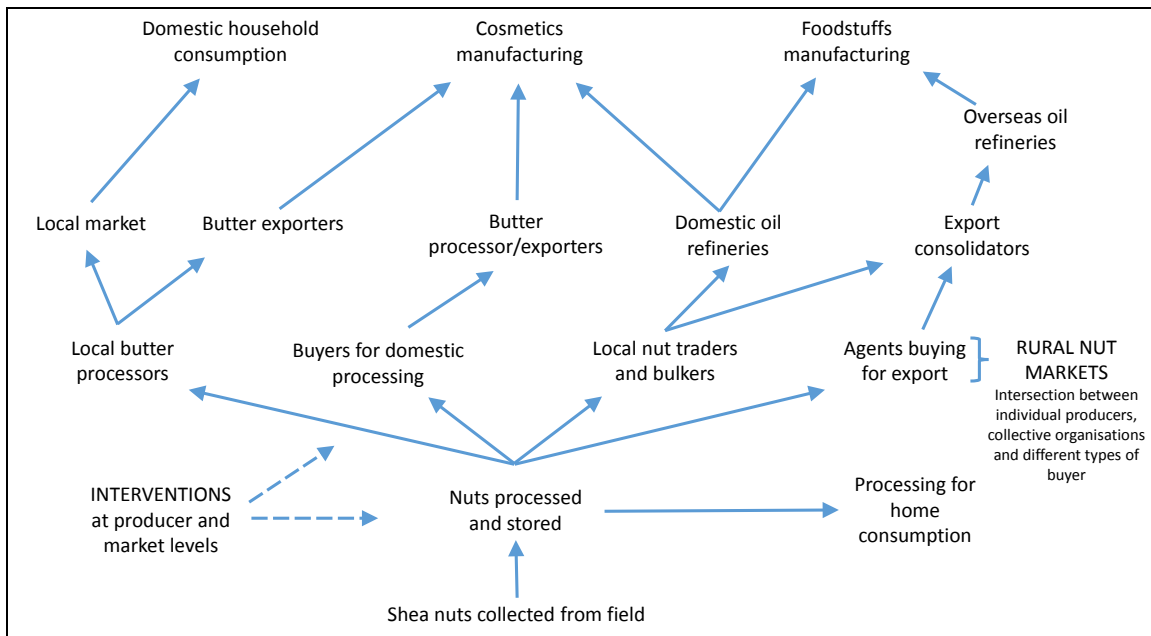 Domestic household
consumption
Cosmetics
manufacturing
Foodstuffs
manufacturing
Overseas oil
refineries
Local market
Butter exporters
Butter
processor/exporters
Domestic oil
refineries
Export
consolidators
Local butter
processors
Buyers for domestic
processing
Local nut traders
and bulkers
Agents buying
for export
RURAL NUT
MARKETS
Intersection between
individual producers,
collective organisations
and different types of
buyer
INTERVENTIONS
at producer and
market levels
Nuts processed
and stored
Processing for
home
consumption
Shea nuts collected from field